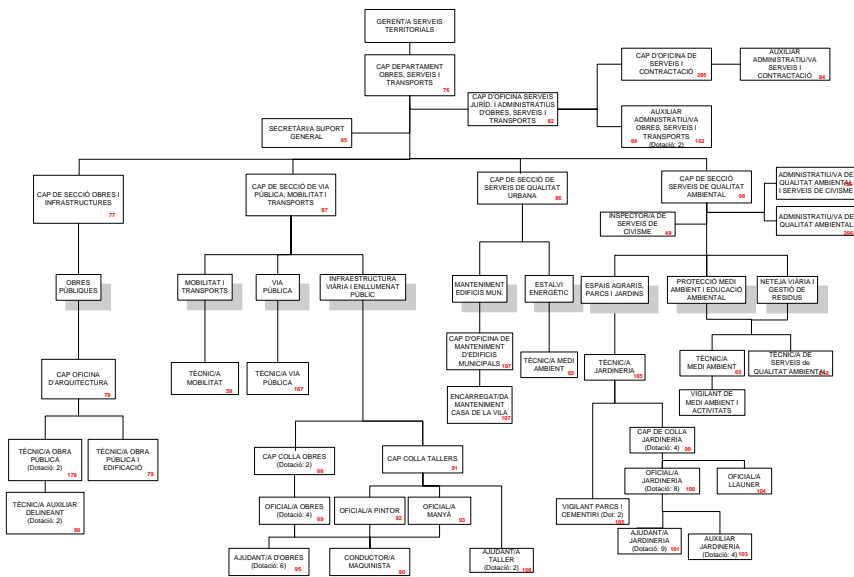 GERENT/A SERVEIS
TERRITORIALS
CAP DEPARTAMENT
OBRES, SERVEIS I
TRANSPORTS
76
CAP D'OFICINA SERVEIS
JURÍD. I ADMINISTRATIUS
D'OBRES, SERVEIS I
TRANSPORTS
82
CAP D'OFICINA DE
SERVEIS I
CONTRACTACIÓ
205
AUXILIAR
ADMINISTRATIU/VA
SERVEIS I
CONTRACTACIÓ
84
AUXILIAR
ADMINISTRATIU/VA
OBRES, SERVEIS I
TRANSPORTS
(Dotació: 2)
84
162
SECRETÀRI/A SUPORT
GENERAL
85
CAP DE SECCIÓ OBRES I
INFRASTRUCTURES
77
CAP DE SECCIÓ DE VIA
PÚBLICA, MOBILITAT I
TRANSPORTS
87
CAP DE SECCIÓ DE
SERVEIS DE QUALITAT
URBANA
86
CAP DE SECCIÓ
SERVEIS DE QUALITAT
AMBIENTAL
98
ADMINISTRATIU/VA DE
QUALITAT AMBIENTAL
I SERVEIS DE CIVISME
ADMINISTRATIU/VA DE
QUALITAT AMBIENTAL
206
INSPECTOR/A DE
SERVEIS DE
CIVISME
49
OBRES
PÚBLIQUES
MOBILITAT I
TRANSPORTS
VIA
PÚBLICA
INFRAESTRUCTURA
VIÀRIA I ENLLUMENAT
PÚBLIC
MANTENIMENT
EDIFICIS MUN.
ESTALVI
ENERGÈTIC
ESPAIS AGRARIS,
PARCS I JARDINS
PROTECCIÓ MEDI
AMBIENT I EDUCACIÓ
AMBIENTAL
NETEJA VIÀRIA I
GESTIÓ DE
RESIDUS
CAP OFICINA
D'ARQUITECTURA
78
TÈCNIC/A
MOBILITAT
59
TÈCNIC/A VIA
PÚBLICA
167
CAP D'OFICINA DE
MANTENIMENT
D'EDIFICIS
MUNICIPALS
197
TÈCNIC/A MEDI
AMBIENT
65
TÈCNIC/A
JARDINERIA
185
TÈCNIC/A
MEDI AMBIENT
65
TÈCNIC/A DE
SERVEIS de
QUALITAT AMBIENTAL
VIGILANT DE
MEDI AMBIENT I
ACTIVITATS
ENCARREGAT/DA
MANTENIMENT
CASA DE LA VILA
107
TÈCNIC/A OBRA
PÚBLICA
(Dotació: 2)
178
TÈCNIC/A OBRA
PÚBLICA I
EDIFICACIÓ
79
TÈCNIC/A AUXILIAR
DELINEANT
(Dotació: 2)
80
CAP COLLA OBRES
(Dotació: 2)
88
CAP COLLA TALLERS
91
OFICIAL/A OBRES
(Dotació: 4)
89
OFICIAL/A PINTOR
92
OFICIAL/A
MANYÀ
93
AJUDANT/A D'OBRES
(Dotació: 6)
95
CONDUCTOR/A
MAQUINISTA
90
AJUDANT/A
TALLER
(Dotació: 2)
160
CAP DE COLLA
JARDINERIA
(Dotació: 4)
99
OFICIAL/A
JARDINERIA
(Dotació: 8)
100
OFICIAL/A
LLAUNER
104
VIGILANT PARCS I
CEMENTIRI (Dot: 2)
105
AJUDANT/A
JARDINERIA
(Dotació: 9)
101
AUXILIAR
JARDINERIA
(Dotació: 4)
103